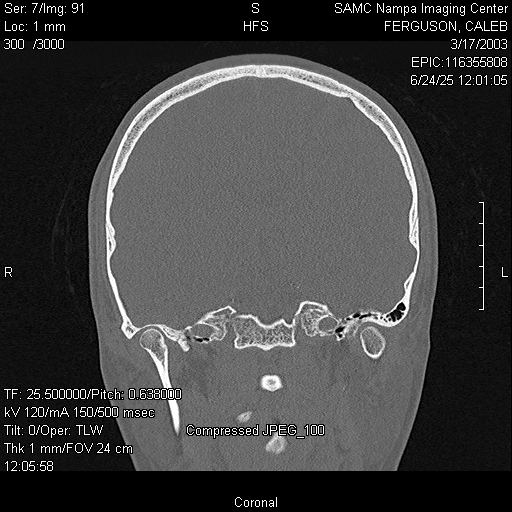 Ser: 7/Img: 91
S
SAMC Nampa Imaging Center
Loc: 1 mm
HFS
FERGUSON, CALEB
300 /3000
3/17/2003
EPIC:116355808
6/24/25 12:01:05
R
L
TF: 25.500000/Pitch: 0.638000
kV 120/mA 150/500 msec
Tilt: 0/Oper: TLW
Compressed JPEG_100
Thk 1 mm/FOV 24 cm
12:05:58
Coronal